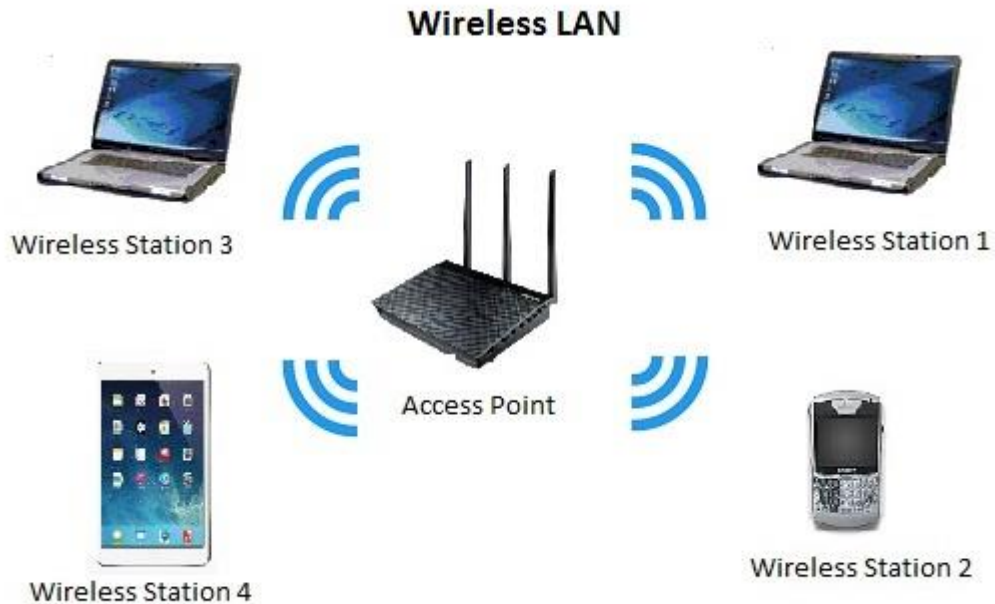 Wireless LAN
Wireless Station 3
Wireless Station 1
Access Point
Wireless Station 4
Wireless Station 2